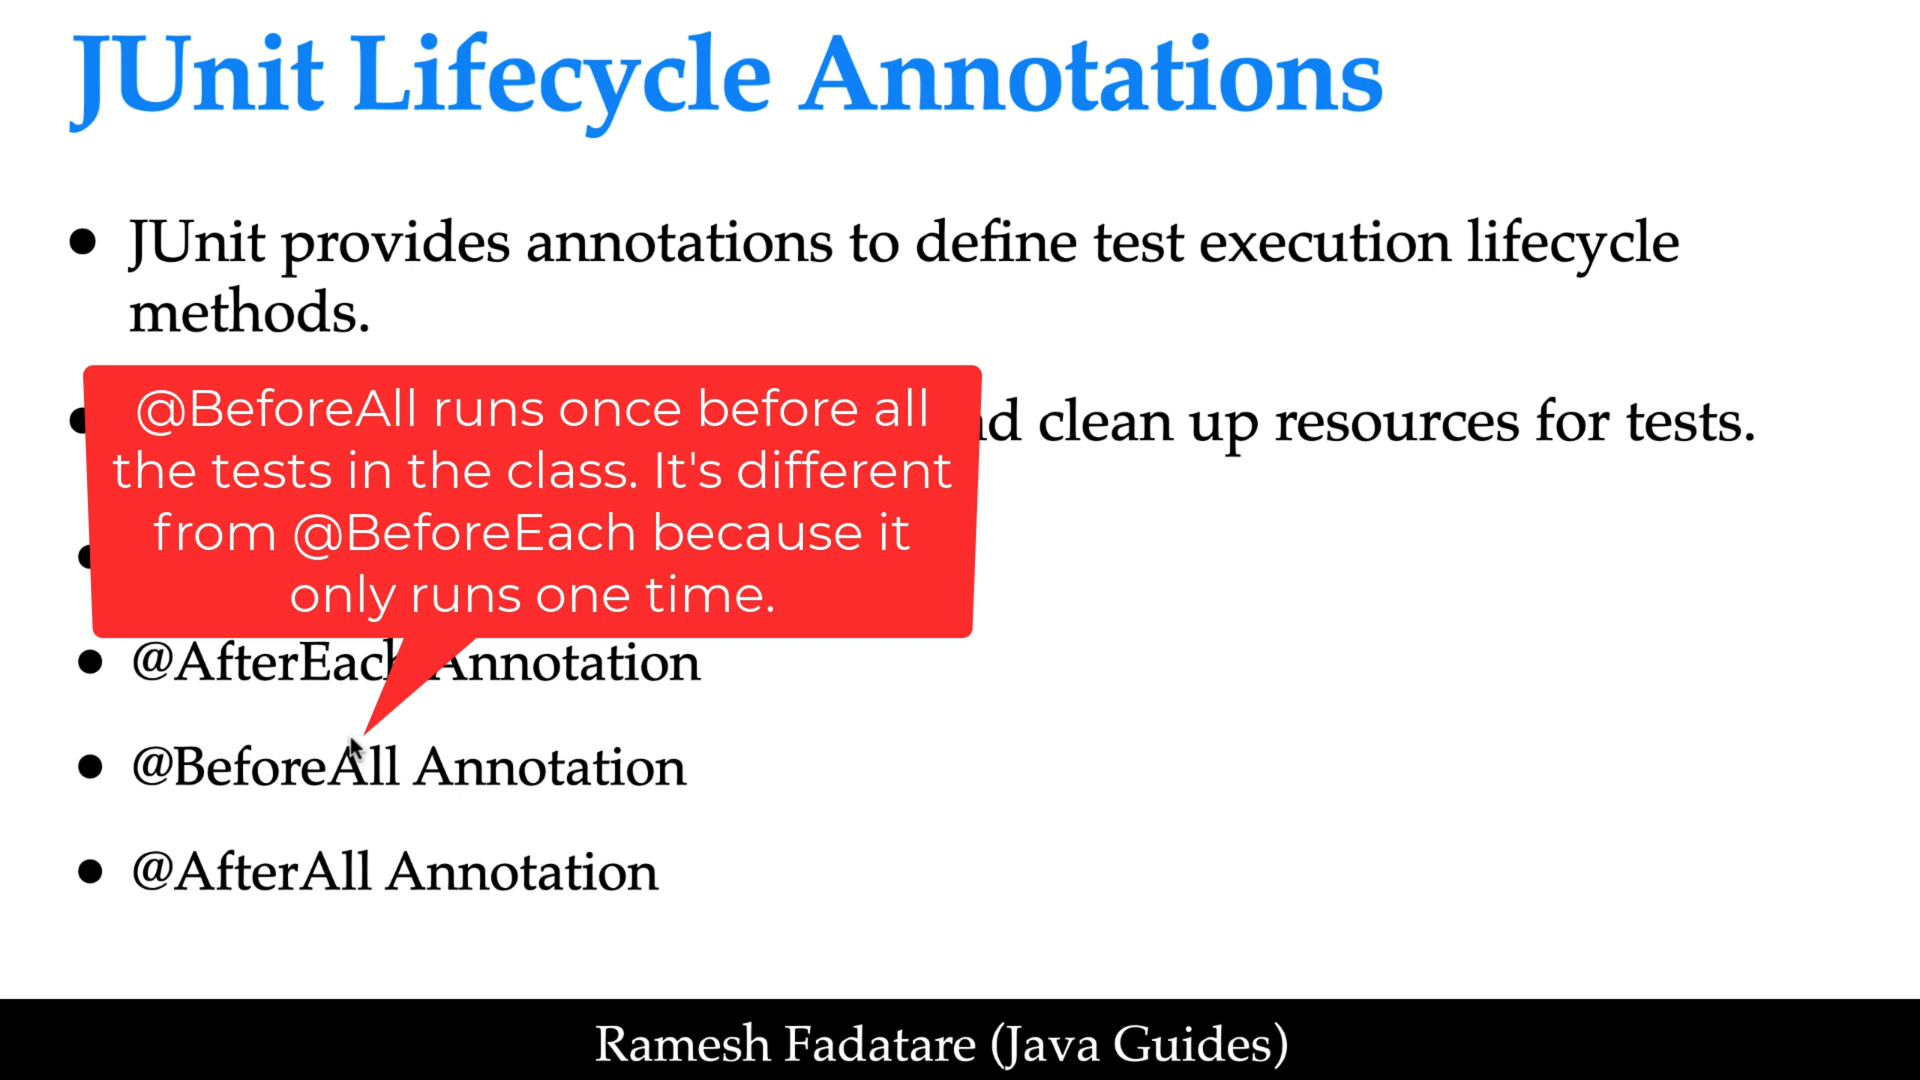 JUnit Lifecycle Annotations
• JUnit provides annotations to define test execution lifecycle
methods.
@BeforeAll runs once before all
the tests in the class. It's different
from @BeforeEach because it
only runs one time.
clean up resources for tests.
• @AfterEach Annotation
• @BeforeAll Annotation
• @AfterAll Annotation
Ramesh Fadatare (Java Guides)